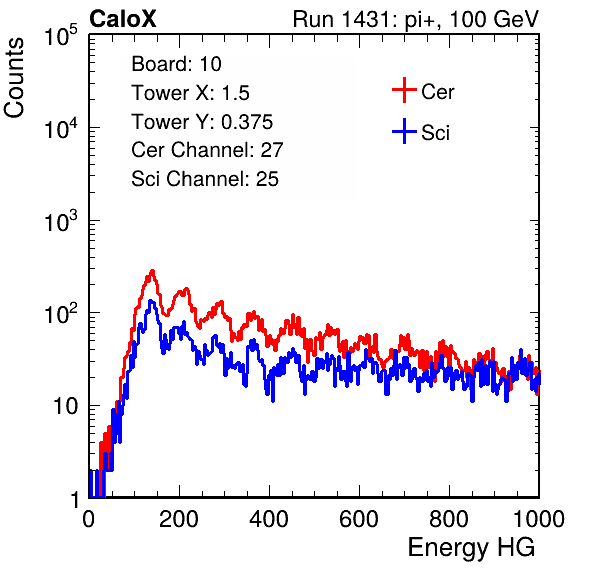 CaloX Run 1431: pi+, 100 GeV
Board: 10
Tower X: 1.5
Tower Y: 0.375
Cer Channel: 27
Sci Channel: 25
Cer
Sci
Counts
10^5
10^4
10^3
10^2
10
1
0 200 400 600 800 1000
Energy HG